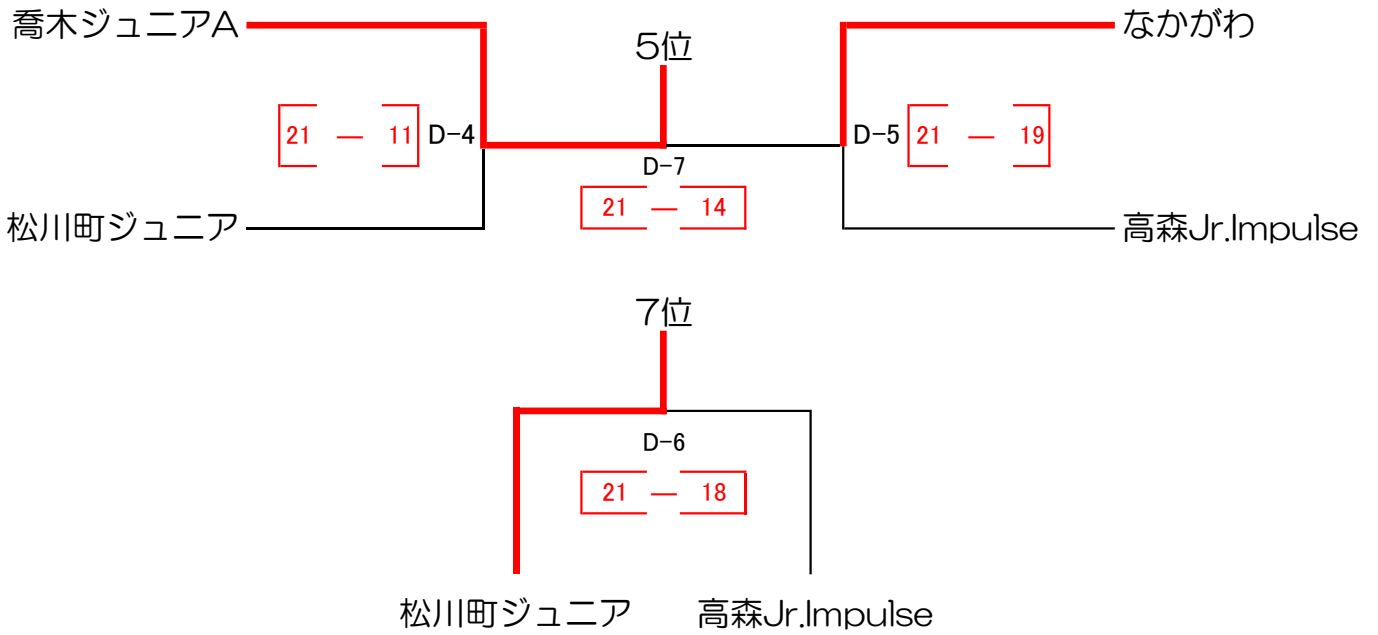 喬木ジュニアA
5位
なかがわ
21 — 11 D-4
D-5 21 — 19
D-7
21 — 14
松川町ジュニア
高森Jr.Impulse
7位
D-6
21 — 18
松川町ジュニア 高森Jr.Impulse